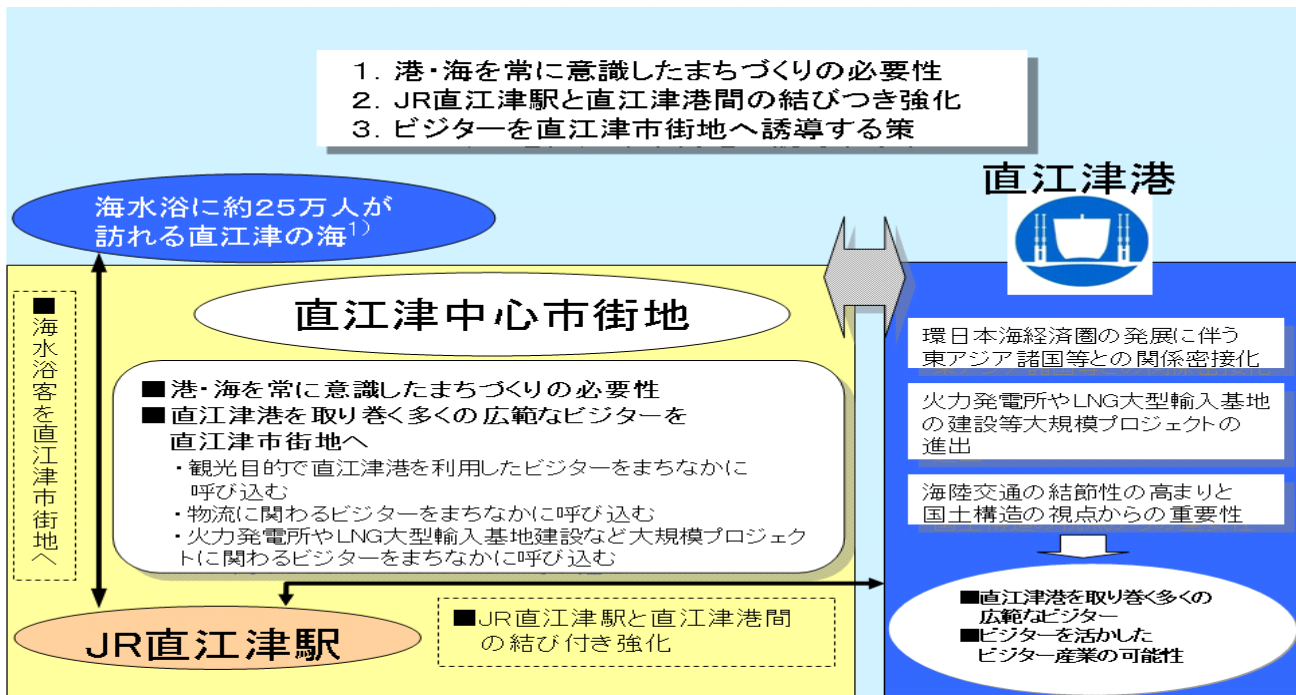 1. 港・海を常に意識したまちづくりの必要性
2. JR直江津駅と直江津港間の結びつき強化
3. ビジターを直江津市街地へ誘導する策
直江津港
海水浴に約25万人が
訪れる直江津の海1)
直江津中心市街地
■海水浴客を直江津市街地へ
■港・海を常に意識したまちづくりの必要性
■直江津港を取り巻く多くの広範なビジターを
直江津市街地へ
・観光目的で直江津港を利用したビジターをまちなかに
呼び込む
・物流に関わるビジターをまちなかに呼び込む
・火力発電所やLNG大型輸入基地建設など大規模プロジェク
トに関わるビジターをまちなかに呼び込む
JR直江津駅
■JR直江津駅と直江津港間
の結び付き強化
環日本海経済圏の発展に伴う
東アジア諸国等との関係密接化
火力発電所やLNG大型輸入基地
の建設等大規模プロジェクトの
進出
海陸交通の結節性の高まりと
国土構造の視点からの重要性
■直江津港を取り巻く多くの
広範なビジター
■ビジターを活かした
ビジター産業の可能性